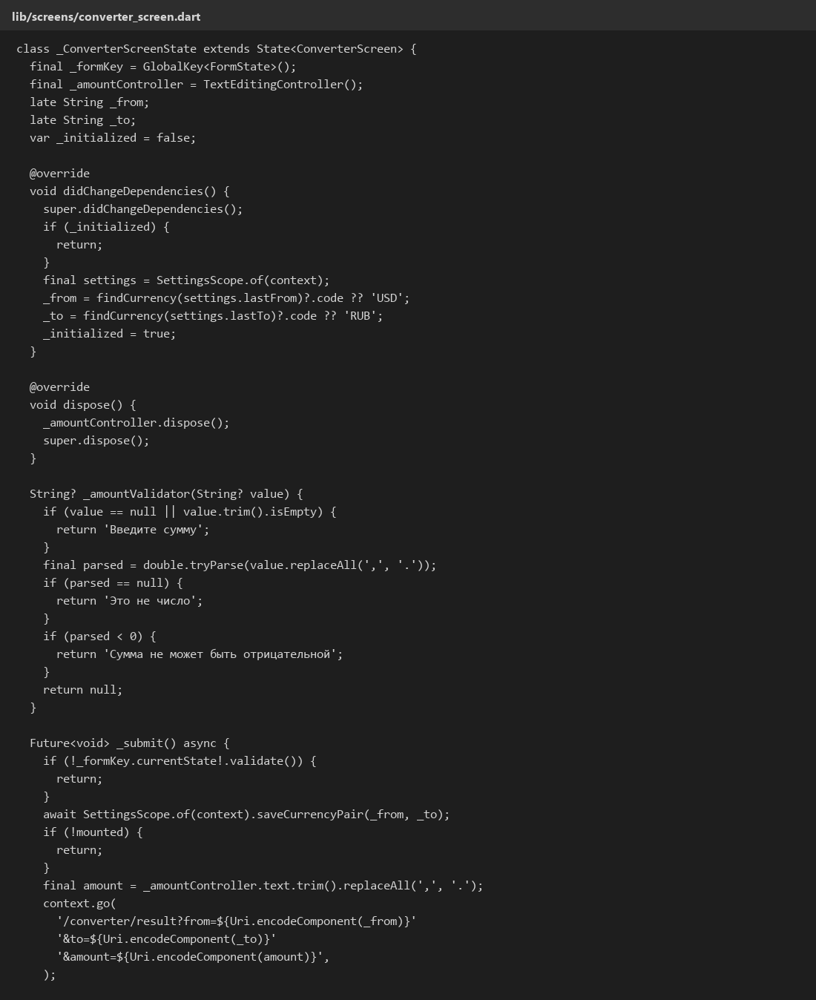 lib/screens/converter_screen.dart
class _ConverterScreenState extends State<ConverterScreen> {
  final _formKey = GlobalKey<FormState>();
  final _amountController = TextEditingController();
  late String _from;
  late String _to;
  var _initialized = false;

  @override
  void didChangeDependencies() {
    super.didChangeDependencies();
    if (_initialized) {
      return;
    }
    final settings = SettingsScope.of(context);
    _from = findCurrency(settings.lastFrom)?.code ?? 'USD';
    _to = findCurrency(settings.lastTo)?.code ?? 'RUB';
    _initialized = true;
  }

  @override
  void dispose() {
    _amountController.dispose();
    super.dispose();
  }

  String? _amountValidator(String? value) {
    if (value == null || value.trim().isEmpty) {
      return 'Введите сумму';
    }
    final parsed = double.tryParse(value.replaceAll(',', '.'));
    if (parsed == null) {
      return 'Это не число';
    }
    if (parsed < 0) {
      return 'Сумма не может быть отрицательной';
    }
    return null;
  }

  Future<void> _submit() async {
    if (!_formKey.currentState!.validate()) {
      return;
    }
    await SettingsScope.of(context).saveCurrencyPair(_from, _to);
    if (!mounted) {
      return;
    }
    final amount = _amountController.text.trim().replaceAll(',', '.');
    context.go(
      '/converter/result?from=${Uri.encodeComponent(_from)}'
      '&to=${Uri.encodeComponent(_to)}'
      '&amount=${Uri.encodeComponent(amount)}',
    );